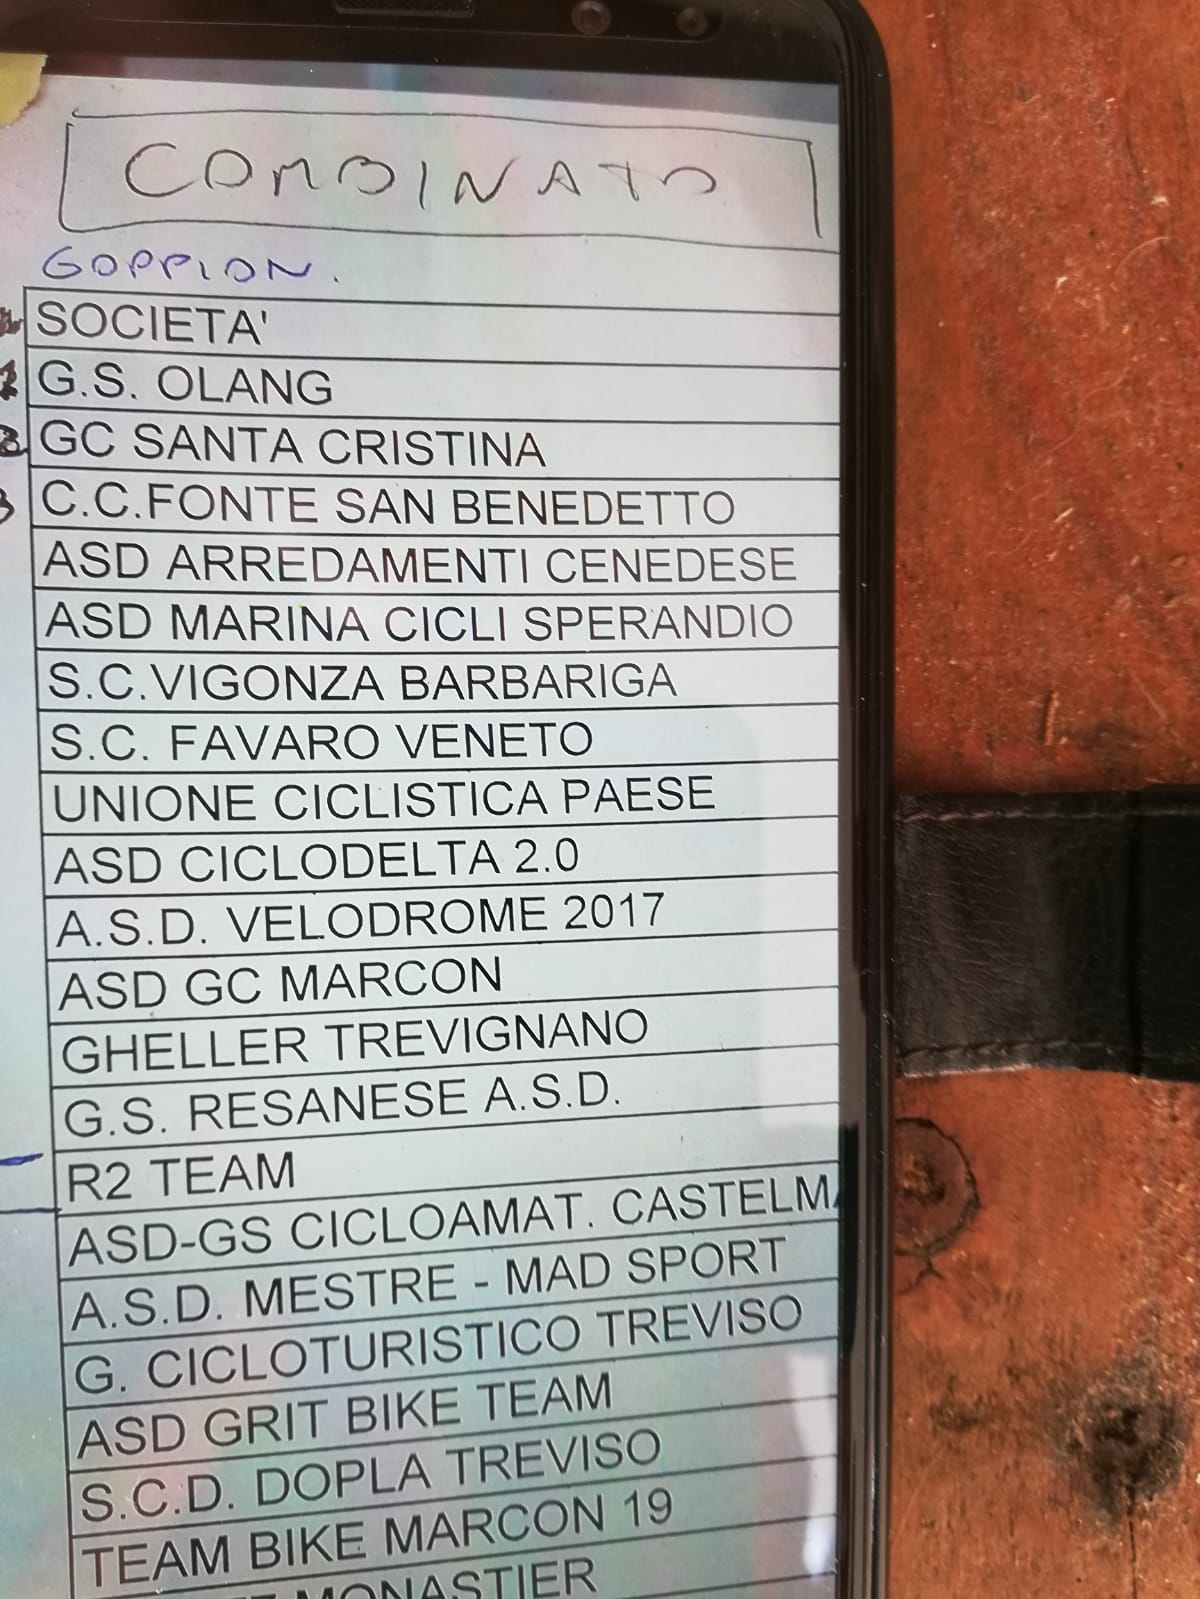 COMBINATO
GOPPION.
SOCIETA'
G.S. OLANG
GC SANTA CRISTINA
C.C.FONTE SAN BENEDETTO
ASD ARREDAMENTI CENEDESE
ASD MARINA CICLI SPERANDIO
S.C.VIGONZA BARBARIGA
S.C. FAVARO VENETO
UNIONE CICLISTICA PAESE
ASD CICLODELTA 2.0
A.S.D. VELODROME 2017
ASD GC MARCON
GHELLER TREVIGNANO
G.S. RESANESE A.S.D.
R2 TEAM
ASD-GS CICLOAMAT. CASTELMA
A.S.D. MESTRE - MAD SPORT
G. CICLOTURISTICO TREVISO
ASD GRIT BIKE TEAM
S.C.D. DOPLA TREVISO
TEAM BIKE MARCON 19
MONASTIER